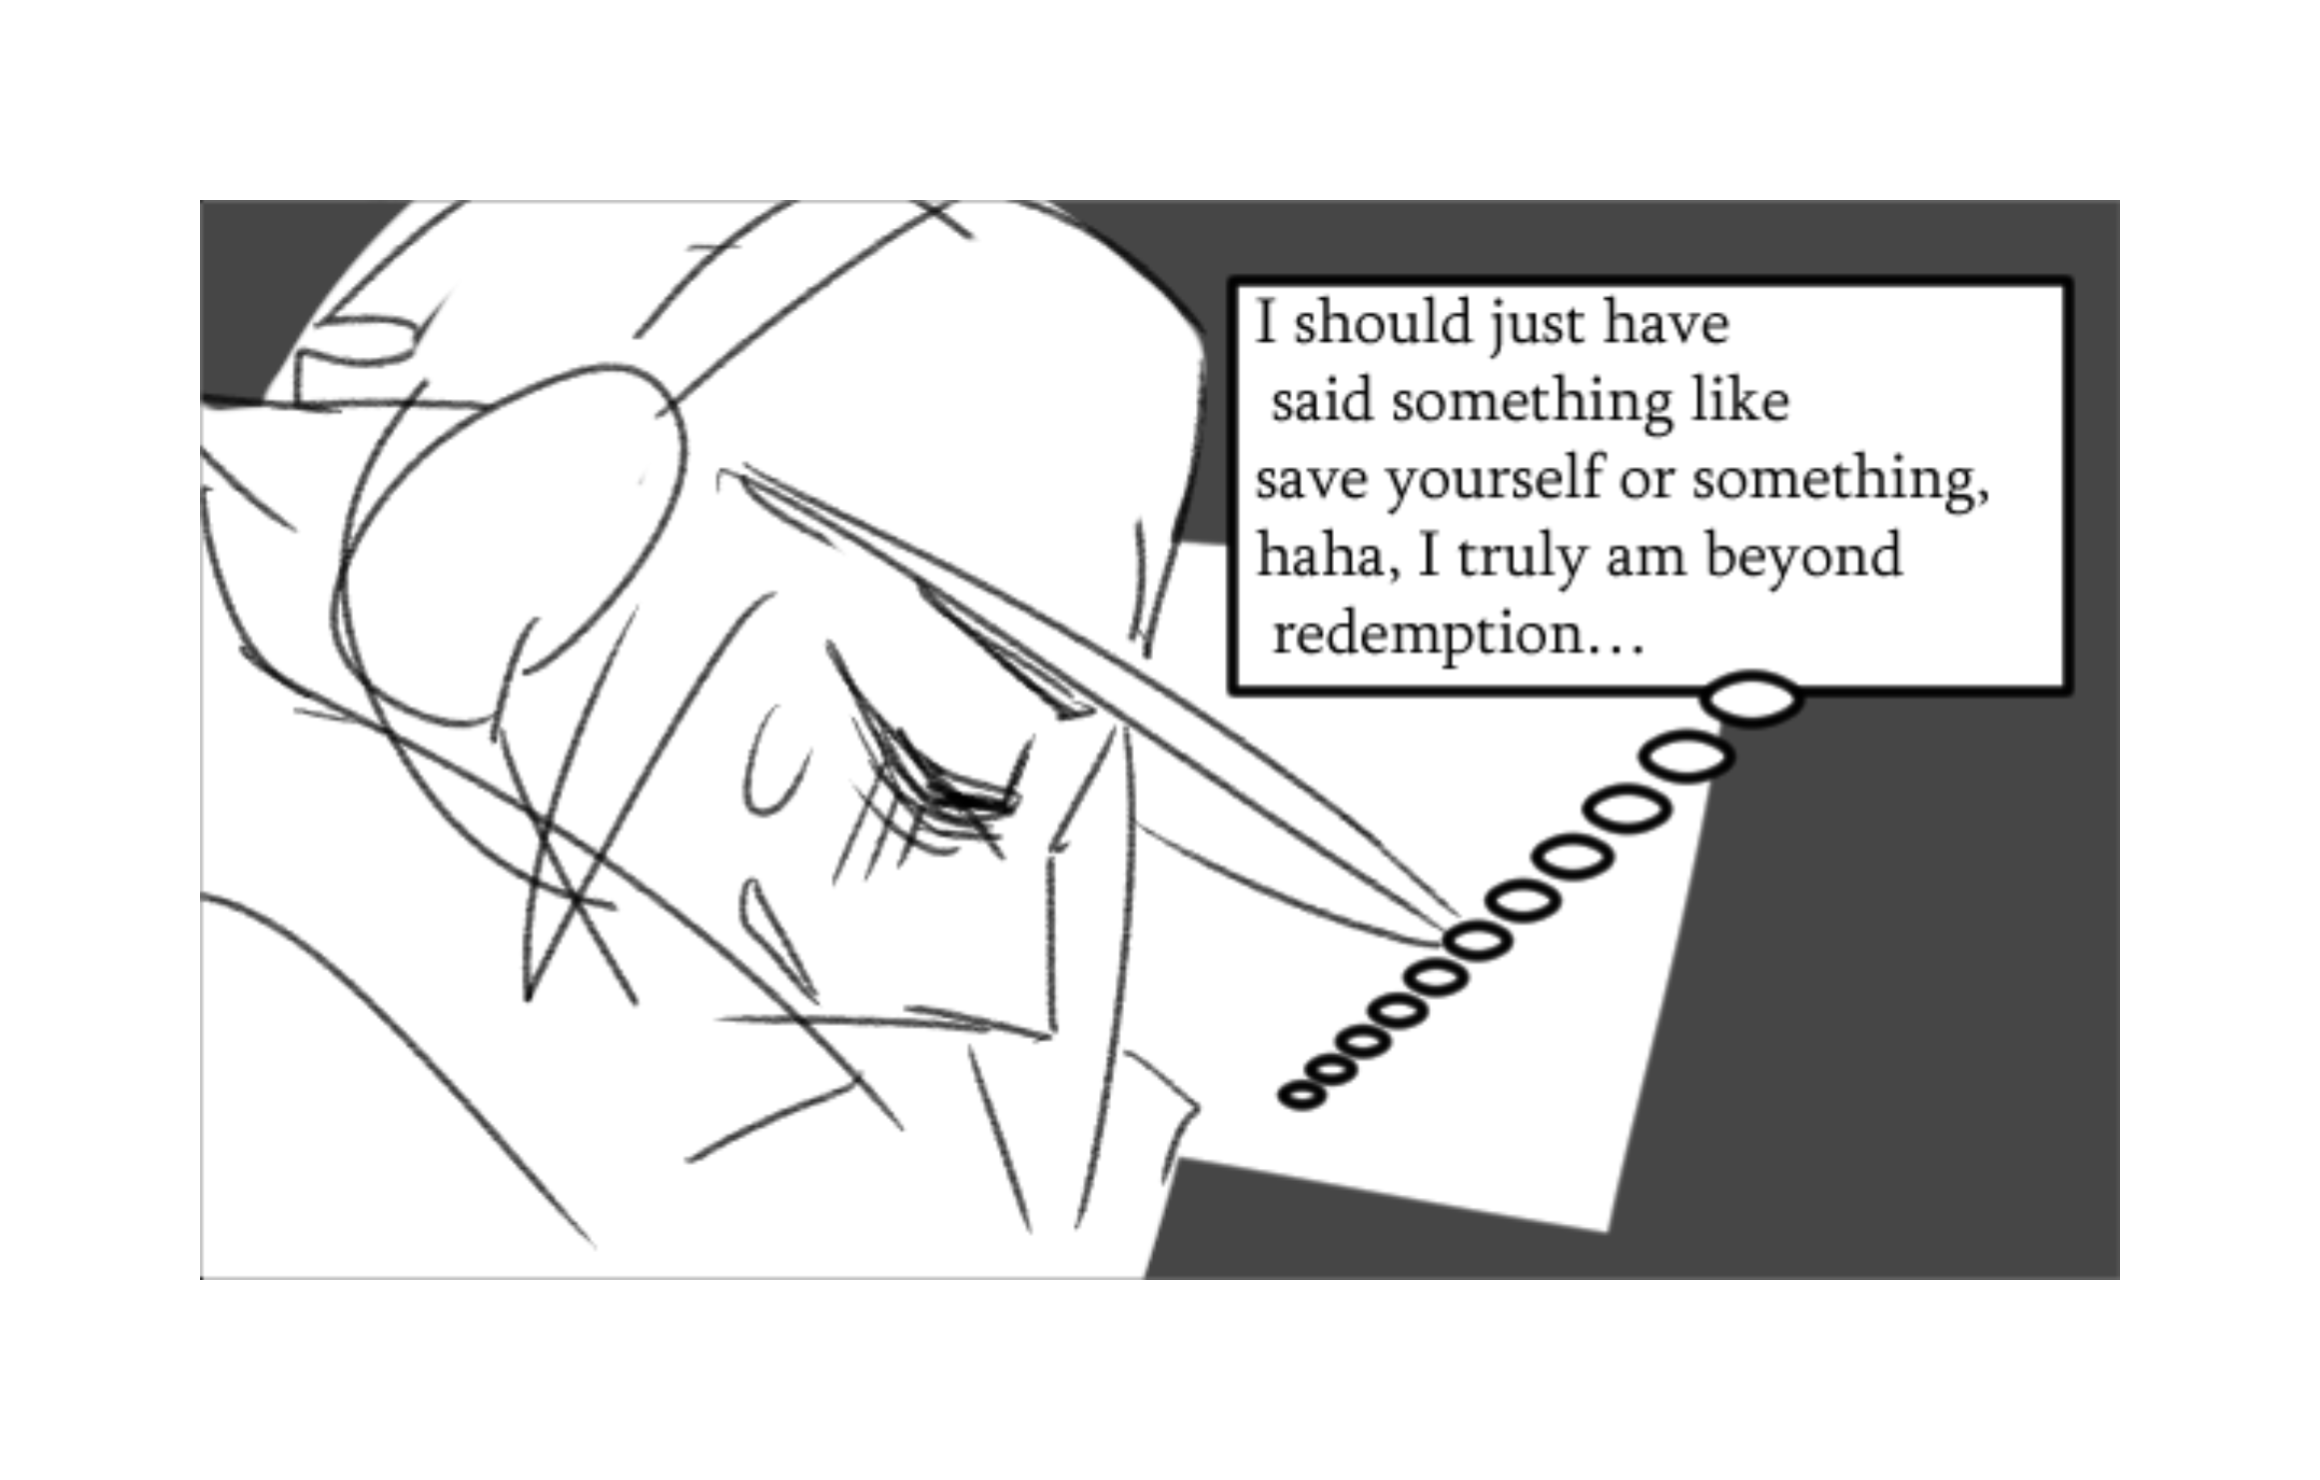 I should just have
said something like
save yourself or something,
haha, I truly am beyond
redemption...